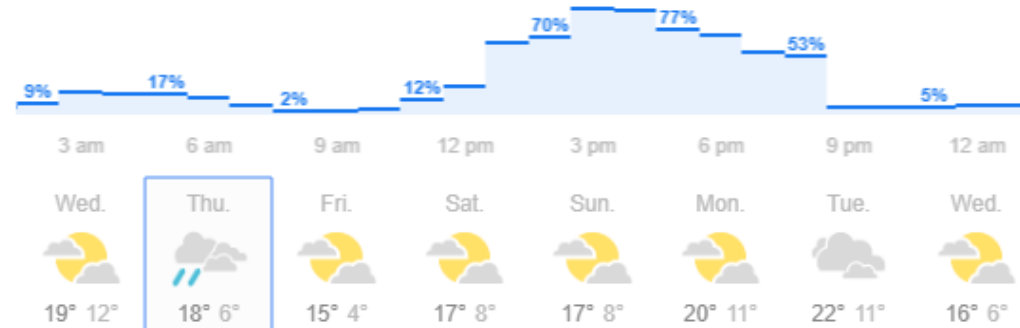 9% 17% 2% 12% 70% 77% 53% 5%
3 am 6 am 9 am 12 pm 3 pm 6 pm 9 pm 12 am
Wed. Thu. Fri. Sat. Sun. Mon. Tue. Wed.
19° 12° 18° 6° 15° 4° 17° 8° 17° 8° 20° 11° 22° 11° 16° 6°